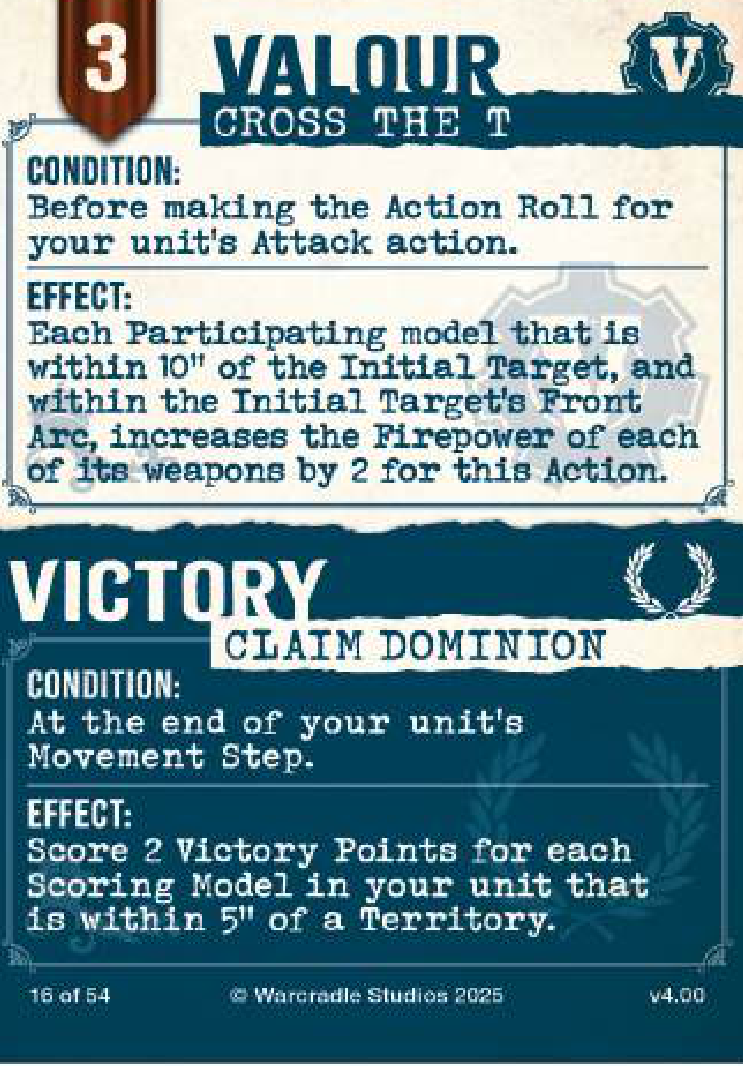 3
VALOUR
V
CROSS THE T
CONDITION:
Before making the Action Roll for
your unit's Attack action.
EFFECT:
Each Participating model that is
within 10" of the Initial Target, and
within the Initial Target's Front
Arc, increases the Firepower of each
of its weapons by 2 for this Action.
VICTORY
CLAIM DOMINION
CONDITION:
At the end of your unit's
Movement Step.
EFFECT:
Score 2 Victory Points for each
Scoring Model in your unit that
is within 5" of a Territory.
16 of 54 © Warcradle Studios 2025 v4.00